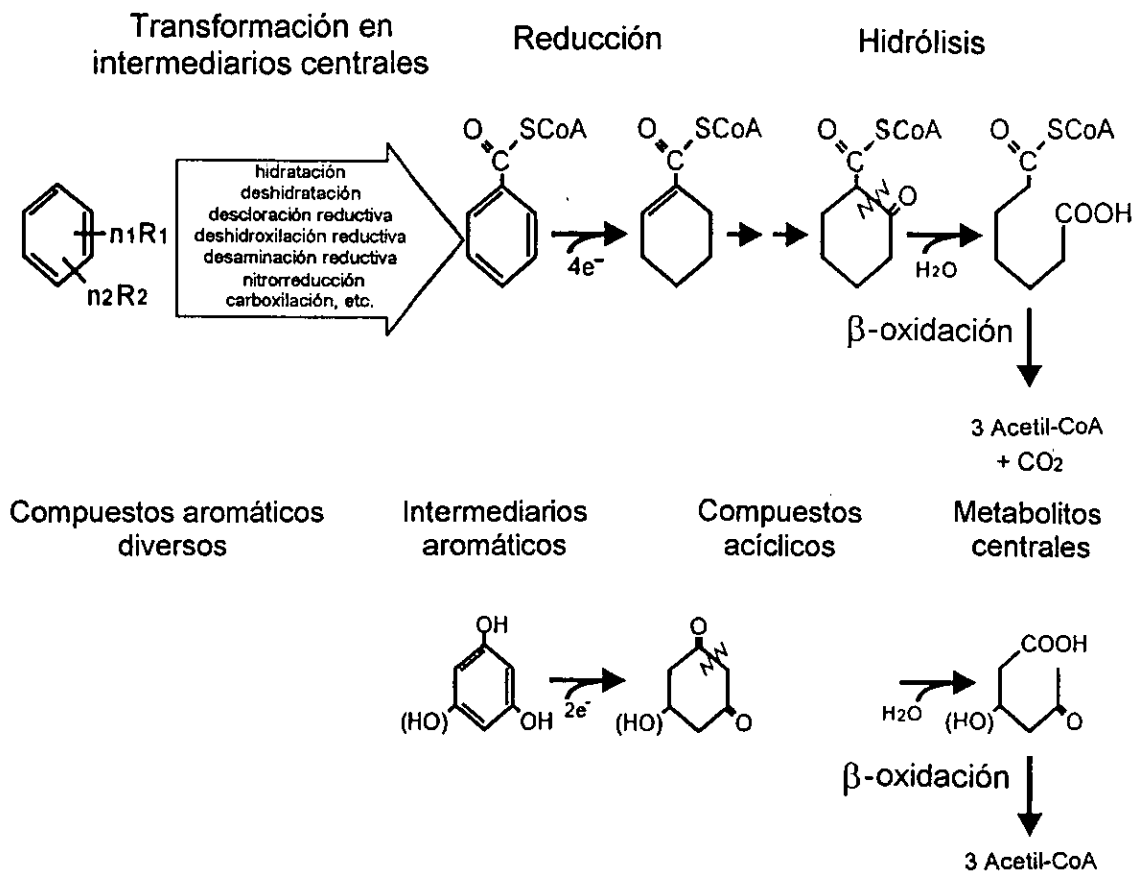 Transformación en
intermediarios centrales
Reducción
Hidrólisis
n1R1
n2R2
hidratación
deshidratación
descloración reductiva
deshidroxilación reductiva
desaminación reductiva
nitrorreducción
carboxilación, etc.
O
SCoA
C
4e-
O
SCoA
C
O
SCoA
C
O
H2O
O
SCoA
C
COOH
β-oxidación
3 Acetil-CoA
+ CO2
Compuestos aromáticos
diversos
Intermediarios
aromáticos
Compuestos
acíclicos
Metabolitos
centrales
OH
(HO)
OH
2e-
O
(HO)
O
H2O
COOH
(HO)
O
β-oxidación
3 Acetil-CoA